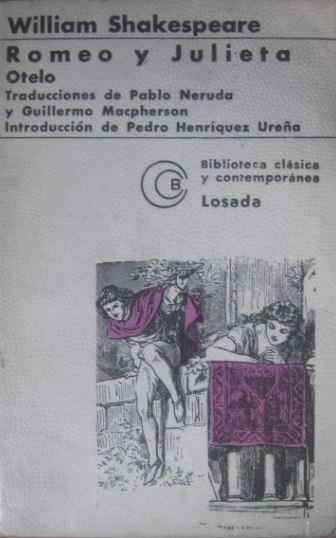 William Shakespeare
Romeo y Julieta
Otelo
Traducciones de Pablo Neruda
y Guillermo Macpherson
Introducción de Pedro Henríquez Ureña
B
Biblioteca clásica
y contemporánea
Losada